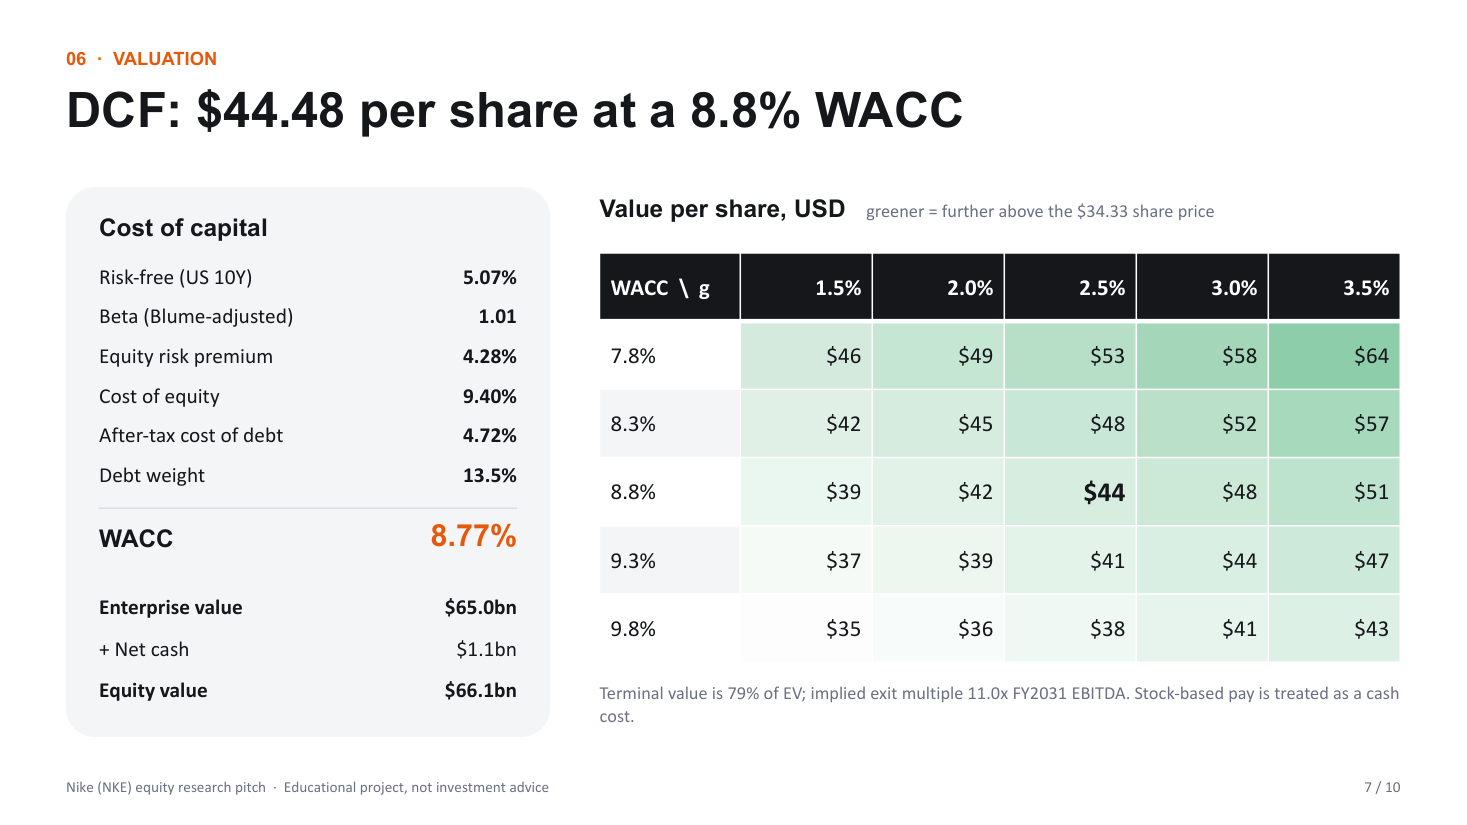 06 · VALUATION
DCF: $44.48 per share at a 8.8% WACC
Cost of capital
Risk-free (US 10Y) 5.07%
Beta (Blume-adjusted) 1.01
Equity risk premium 4.28%
Cost of equity 9.40%
After-tax cost of debt 4.72%
Debt weight 13.5%
WACC 8.77%
Enterprise value $65.0bn
+ Net cash $1.1bn
Equity value $66.1bn
Value per share, USD greener = further above the $34.33 share price
WACC \ g 1.5% 2.0% 2.5% 3.0% 3.5%
7.8% $46 $49 $53 $58 $64
8.3% $42 $45 $48 $52 $57
8.8% $39 $42 $44 $48 $51
9.3% $37 $39 $41 $44 $47
9.8% $35 $36 $38 $41 $43
Terminal value is 79% of EV; implied exit multiple 11.0x FY2031 EBITDA. Stock-based pay is treated as a cash
cost.
Nike (NKE) equity research pitch · Educational project, not investment advice
7 / 10